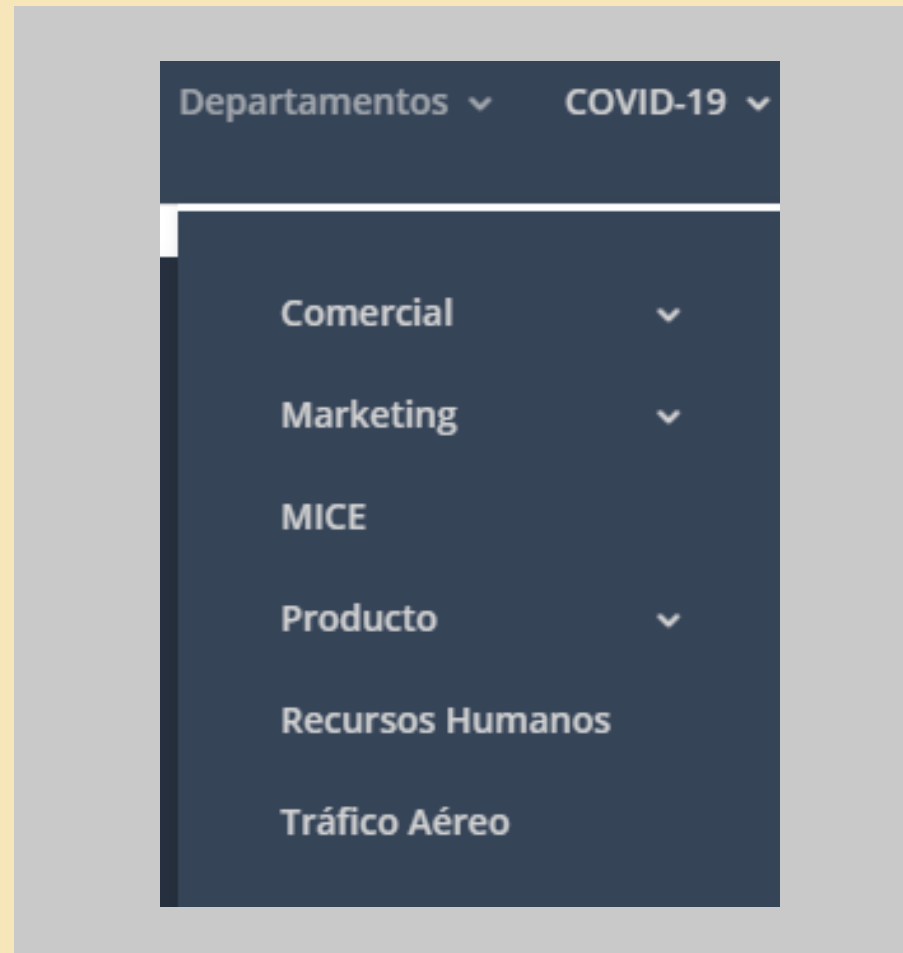 Departamentos COVID-19
Comercial
Marketing
MICE
Producto
Recursos Humanos
Tráfico Aéreo